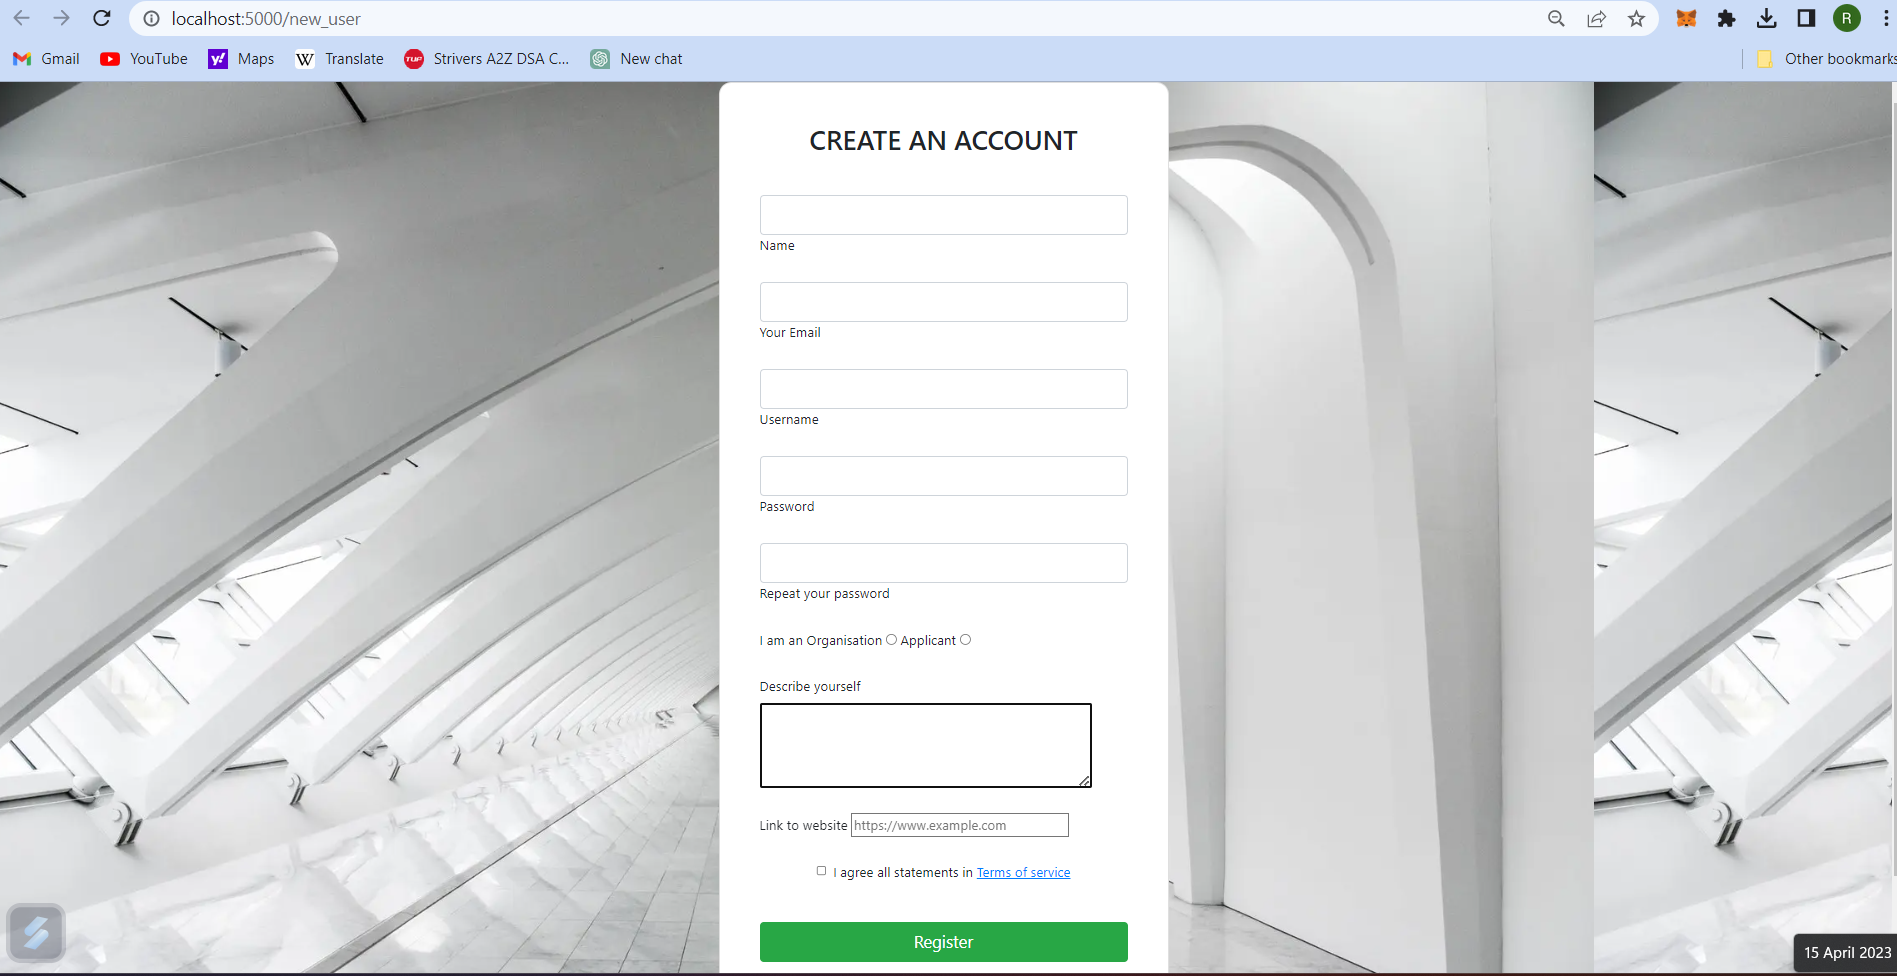 localhost:5000/new_user
R
Gmail YouTube Maps Translate Strivers A2Z DSA C... New chat Other bookmarks
CREATE AN ACCOUNT
Name
Your Email
Username
Password
Repeat your password
I am an Organisation Applicant
Describe yourself
Link to website https://www.example.com
I agree all statements in Terms of service
Register
15 April 2023